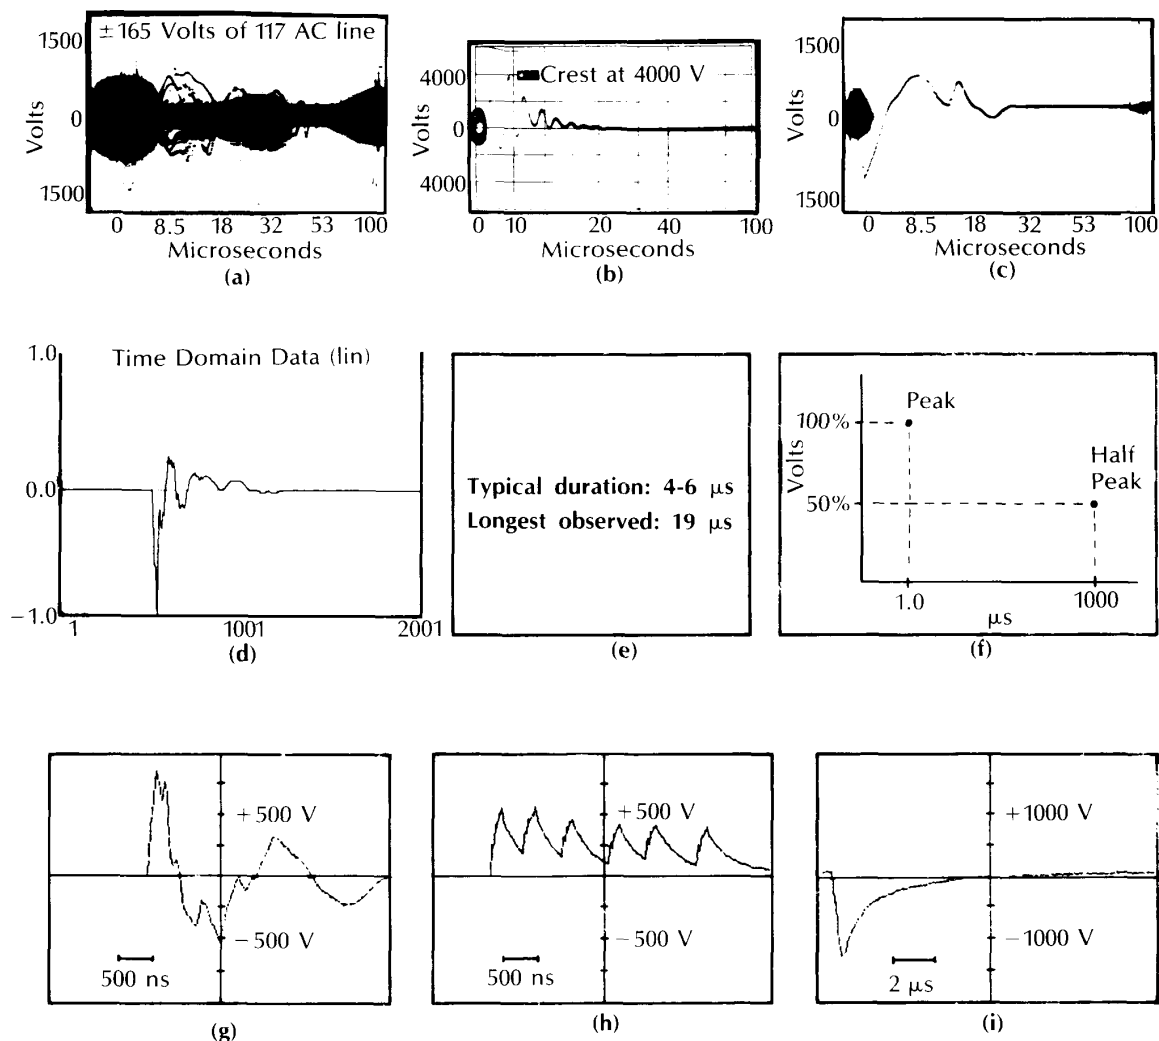 ±165 Volts of 117 AC line
1500
0
1500
Volts
0 8.5 18 32 53 100
Microseconds
(a)
4000
0
4000
Volts
Crest at 4000 V
0 10 20 40 100
Microseconds
(b)
1500
0
1500
Volts
0 8.5 18 32 53 100
Microseconds
(c)
Time Domain Data (lin)
1.0
0.0
−1.0
1 1001 2001
(d)
Typical duration: 4-6 μs
Longest observed: 19 μs
(e)
Volts
100%
50%
Peak
Half
Peak
1.0 1000
μs
(f)
+500 V
−500 V
500 ns
(g)
+500 V
−500 V
500 ns
(h)
+1000 V
−1000 V
2 μs
(i)